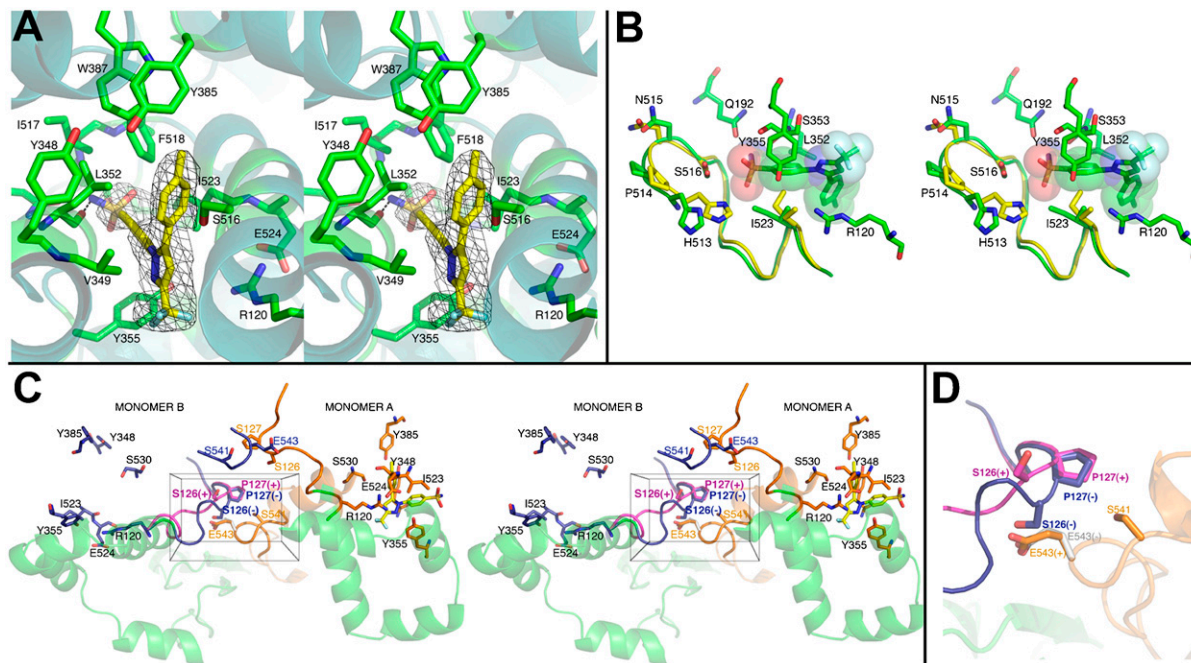 A
W387
Y385
I517
F518
Y348
L352
I523
S516
E524
V349
R120
Y355
W387
Y385
I517
F518
Y348
L352
I523
S516
E524
V349
R120
Y355
B
Q192
N515
S353
Y355
L352
S516
P514
I523
R120
H513
Q192
N515
S353
Y355
L352
S516
P514
I523
R120
H513
C
MONOMER B
MONOMER A
S127
Y385
Y348
S541
E543
Y385
S126
S530
S530
Y348
P127(+)
E524
I523
S126(+)
P127(-)
I523
S126(-)
S541
Y355
R120
E543
R120
E524
Y355
MONOMER B
MONOMER A
S127
Y385
Y348
S541
E543
Y385
S126
S530
S530
Y348
P127(+)
E524
I523
S126(+)
P127(-)
I523
S126(-)
S541
Y355
R120
E543
R120
E524
Y355
D
S126(+)
P127(+)
P127(-)
S541
S126(-)
E543(-)
E543(+)